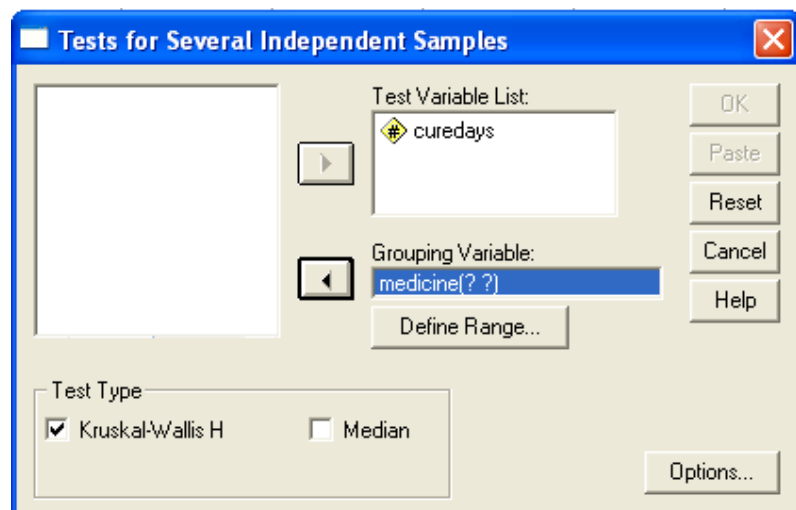 Tests for Several Independent Samples
Test Variable List:
# curedays
OK
Paste
Reset
Grouping Variable:
medicine(? ?)
Cancel
Define Range...
Help
Test Type
Kruskal-Wallis H
Median
Options...